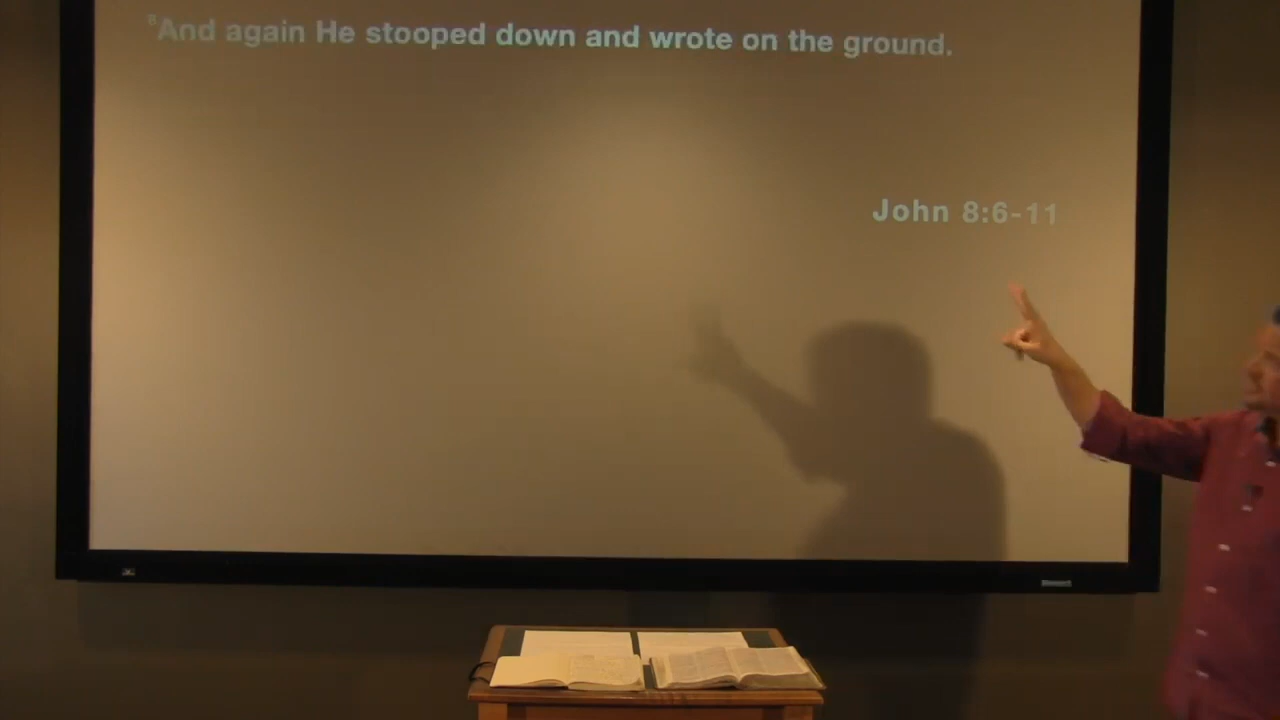 ⁸And again He stooped down and wrote on the ground.
John 8:6-11